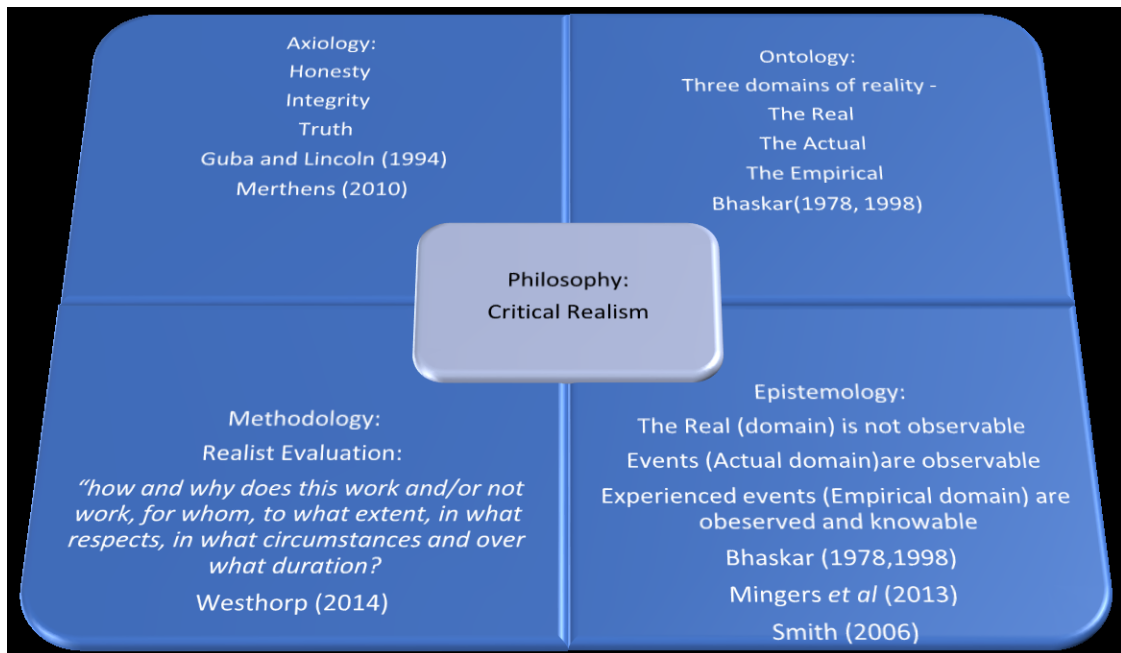 Axiology:
Honesty
Integrity
Truth
Guba and Lincoln (1994)
Merthens (2010)
Ontology:
Three domains of reality -
The Real
The Actual
The Empirical
Bhaskar(1978, 1998)
Philosophy:
Critical Realism
Methodology:
Realist Evaluation:
“how and why does this work and/or not
work, for whom, to what extent, in what
respects, in what circumstances and over
what duration?
Westhorp (2014)
Epistemology:
The Real (domain) is not observable
Events (Actual domain)are observable
Experienced events (Empirical domain) are
obeserved and knowable
Bhaskar (1978,1998)
Mingers et al (2013)
Smith (2006)